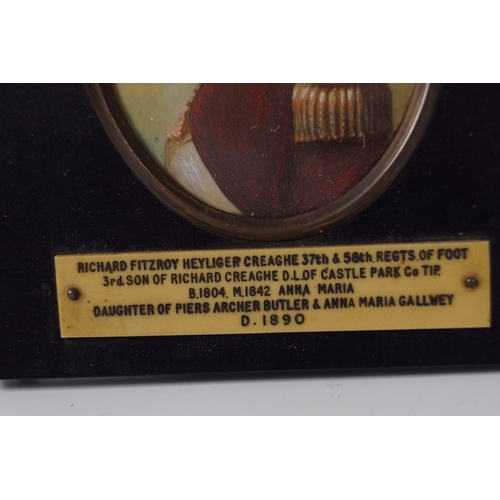 RICHARD FITZROY HEYLIGER CREAGHE 37th & 58th. REGTS. OF FOOT
3rd. SON OF RICHARD CREAGHE D.L. OF CASTLE PARK Co TIP.
B.1804. M.1842 ANNA MARIA
DAUGHTER OF PIERS ARCHER BUTLER & ANNA MARIA GALLWEY
D. 1890